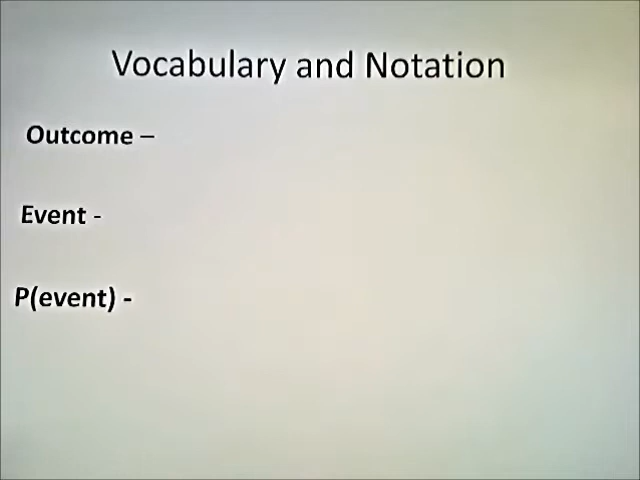 Vocabulary and Notation
Outcome –
Event -
P(event) -